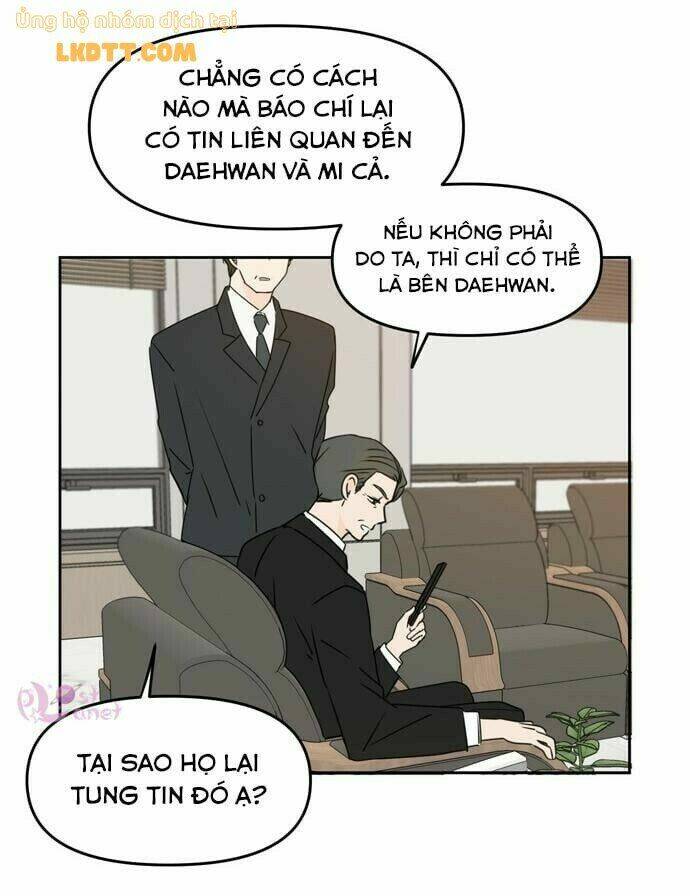 Ủng hộ nhóm dịch tại
LKDTT.COM
CHẲNG CÓ CÁCH
NÀO MÀ BÁO CHÍ LẠI
CÓ TIN LIÊN QUAN ĐẾN
DAEHWAN VÀ MI CẢ.
NẾU KHÔNG PHẢI
DO TA, THÌ CHỈ CÓ THỂ
LÀ BÊN DAEHWAN.
TẠI SAO HỌ LẠI
TUNG TIN ĐÓ Ạ?